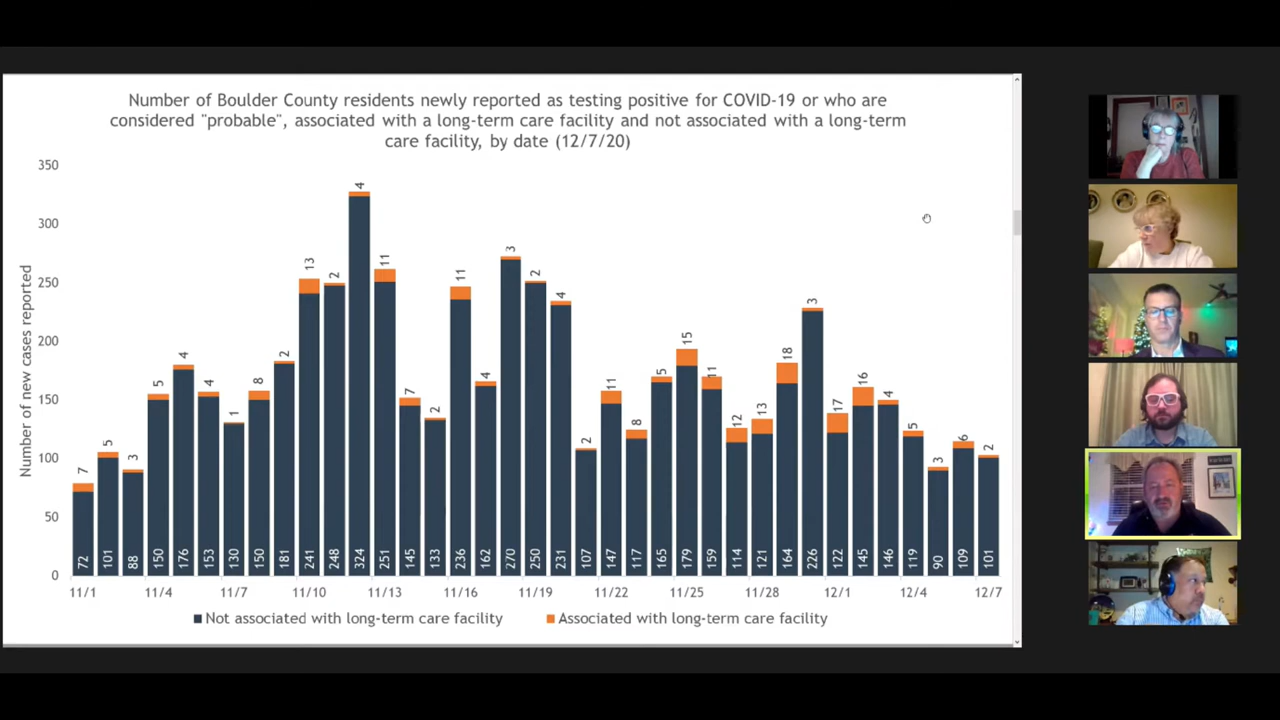 Number of Boulder County residents newly reported as testing positive for COVID-19 or who are
considered "probable", associated with a long-term care facility and not associated with a long-term
care facility, by date (12/7/20)
Number of new cases reported
350
300
250
200
150
100
50
0
7 5 3 5 4 4 1 8 2 13 2 4 11 7 2 11 4 3 2 4 2 11 8 5 15 11 12 13 18 3 17 16 4 5 3 6 2
72 101 88 150 176 153 130 150 181 241 248 324 251 145 133 236 162 270 250 231 107 147 117 165 179 159 114 121 164 226 122 145 146 119 90 109 101
11/1 11/4 11/7 11/10 11/13 11/16 11/19 11/22 11/25 11/28 12/1 12/4 12/7
Not associated with long-term care facility Associated with long-term care facility